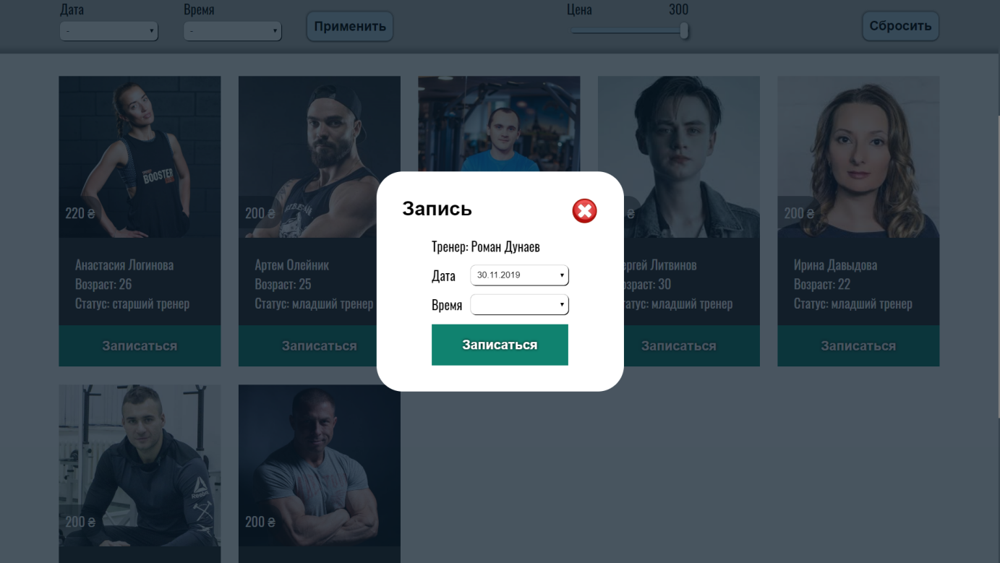 Дата
Время
Цена
300
-
-
Применить
Сбросить
BOOSTER
220 ₴
200 ₴
₴
200 ₴
Запись
Тренер: Роман Дунаев
Дата
30.11.2019
Время
Записаться
Анастасия Логинова
Возраст: 26
Статус: старший тренер
Записаться
Артем Олейник
Возраст: 25
Статус: младший тренер
Записаться
ергей Литвинов
озраст: 30
татус: младший тренер
Записаться
Ирина Давыдова
Возраст: 22
Статус: младший тренер
Записаться
Reebok
200 ₴
200 ₴